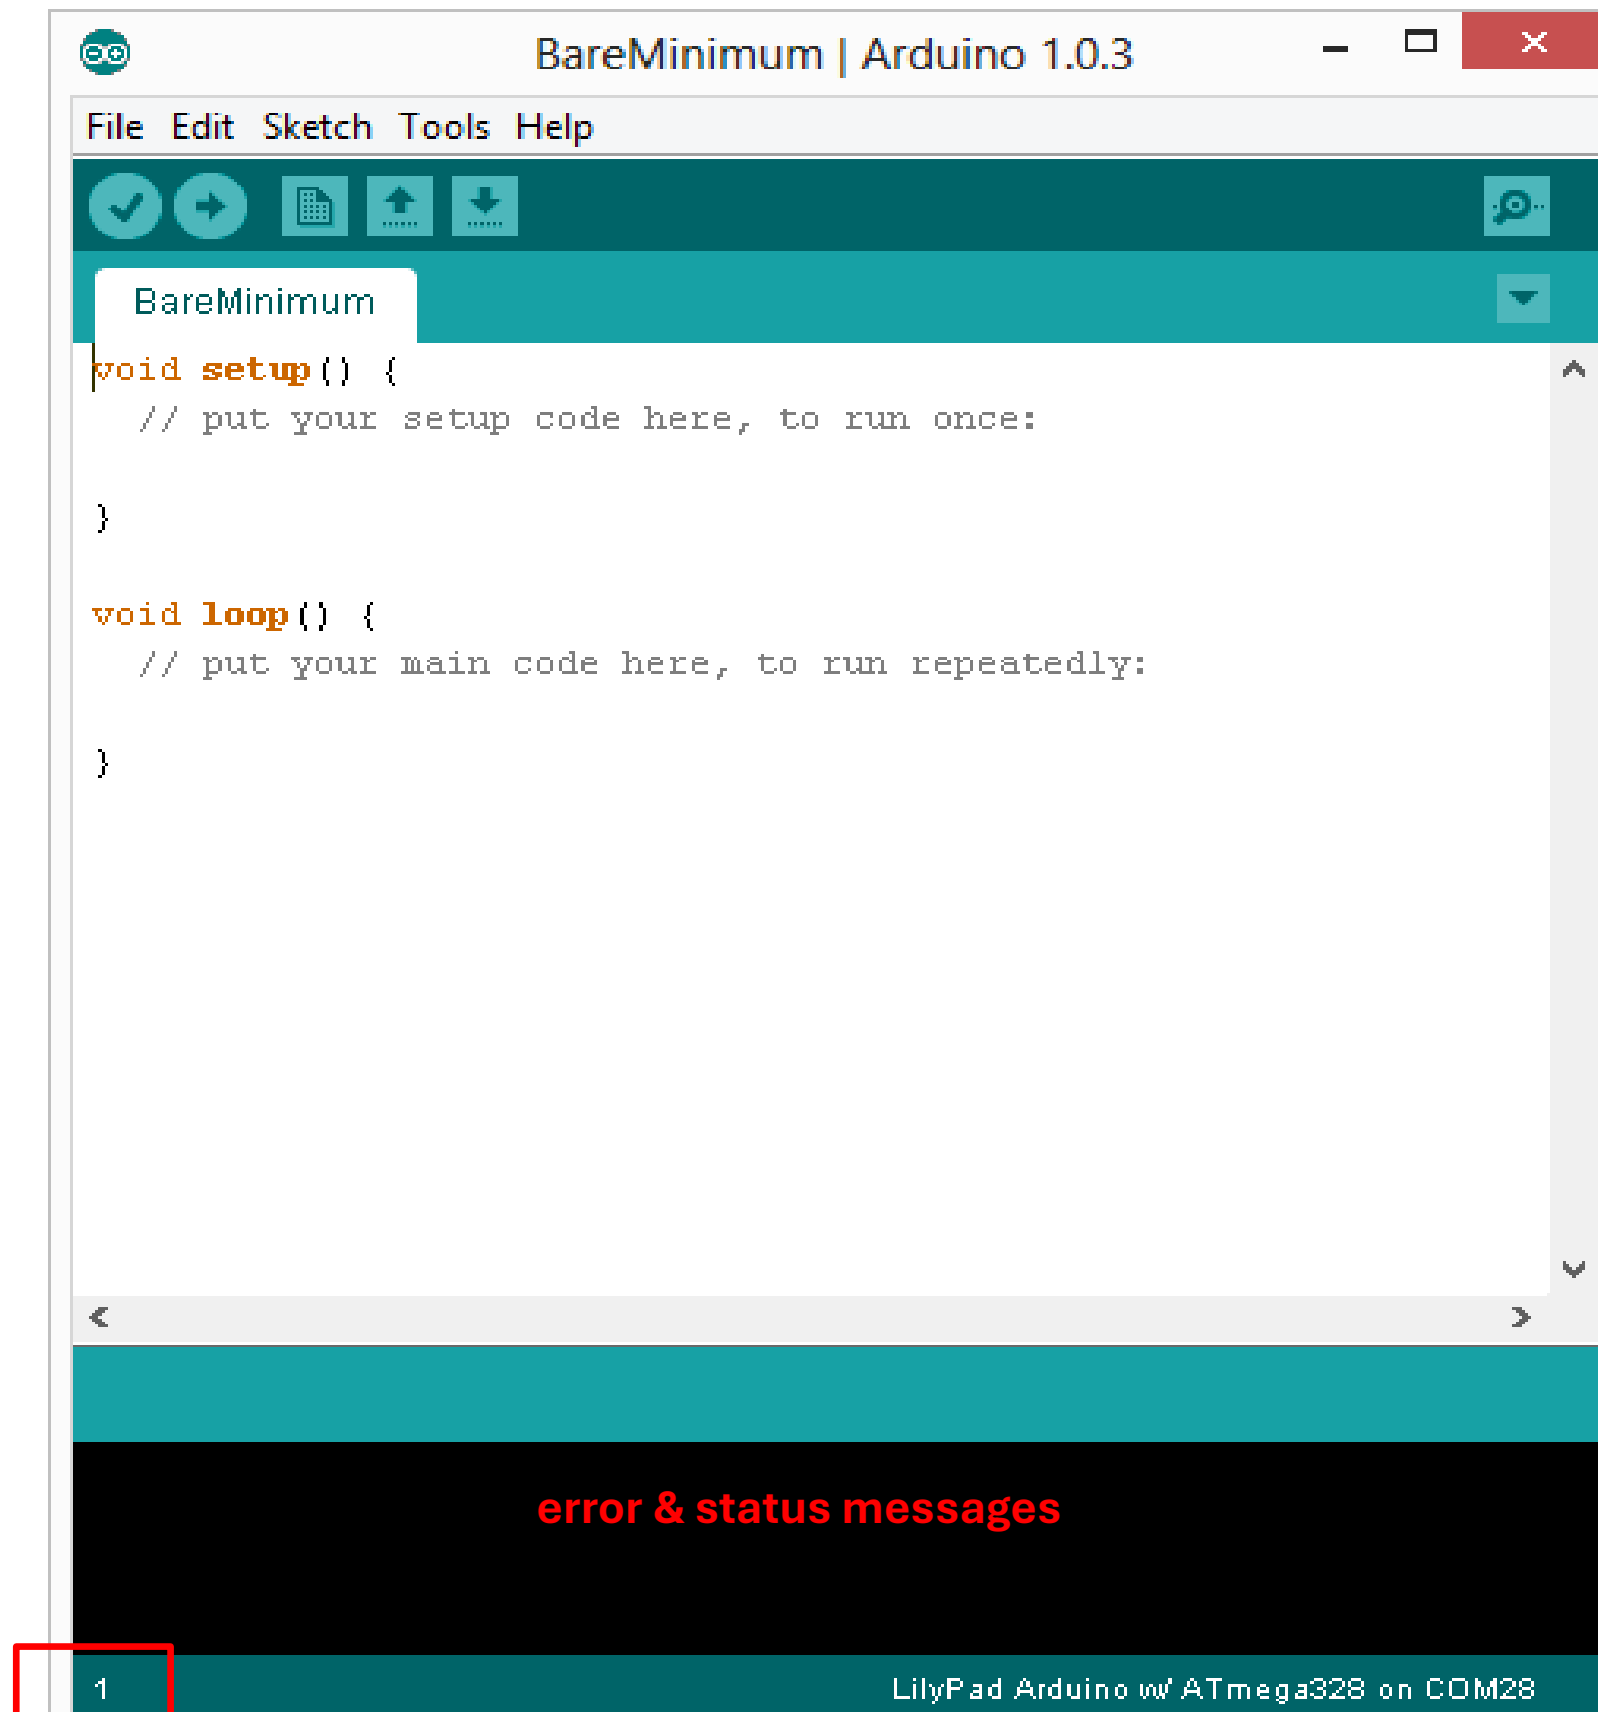 BareMinimum | Arduino 1.0.3
File Edit Sketch Tools Help
BareMinimum
void setup() {
// put your setup code here, to run once:
}
void loop() {
// put your main code here, to run repeatedly:
}
error & status messages
1
LilyPad Arduino w/ ATmega328 on COM28